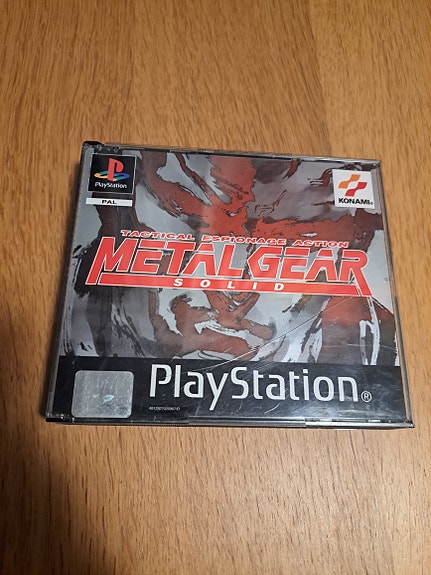 PlayStation
PAL
KONAMI®
TACTICAL ESPIONAGE ACTION
METAL GEAR
SOLID
PlayStation®